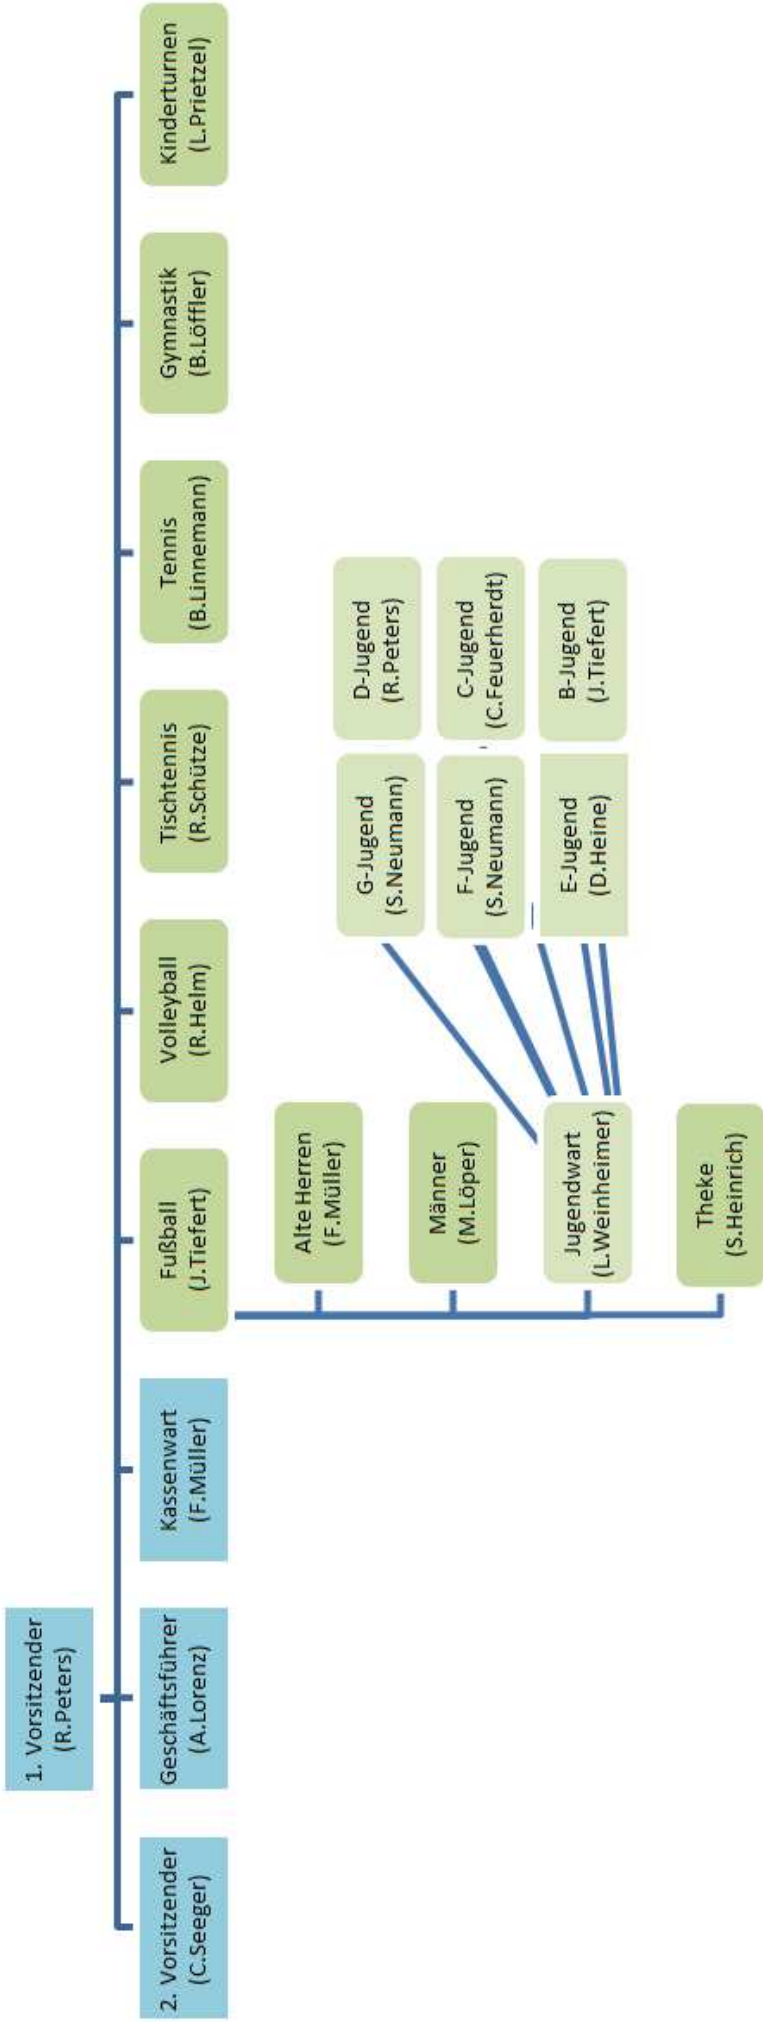 1. Vorsitzender
(R.Peters)
2. Vorsitzender
(C.Seeger)
Geschäftsführer
(A.Lorenz)
Kassenwart
(F.Müller)
Fußball
(J.Tiefert)
Volleyball
(R.Helm)
Tischtennis
(R.Schütze)
Tennis
(B.Linnemann)
Gymnastik
(B.Löffler)
Kinderturnen
(L.Prietzel)
Alte Herren
(F.Müller)
Männer
(M.Löper)
Jugendwart
(L.Weinheimer)
Theke
(S.Heinrich)
G-Jugend
(S.Neumann)
D-Jugend
(R.Peters)
F-Jugend
(S.Neumann)
C-Jugend
(C.Feuerherdt)
E-Jugend
(D.Heine)
B-Jugend
(J.Tiefert)